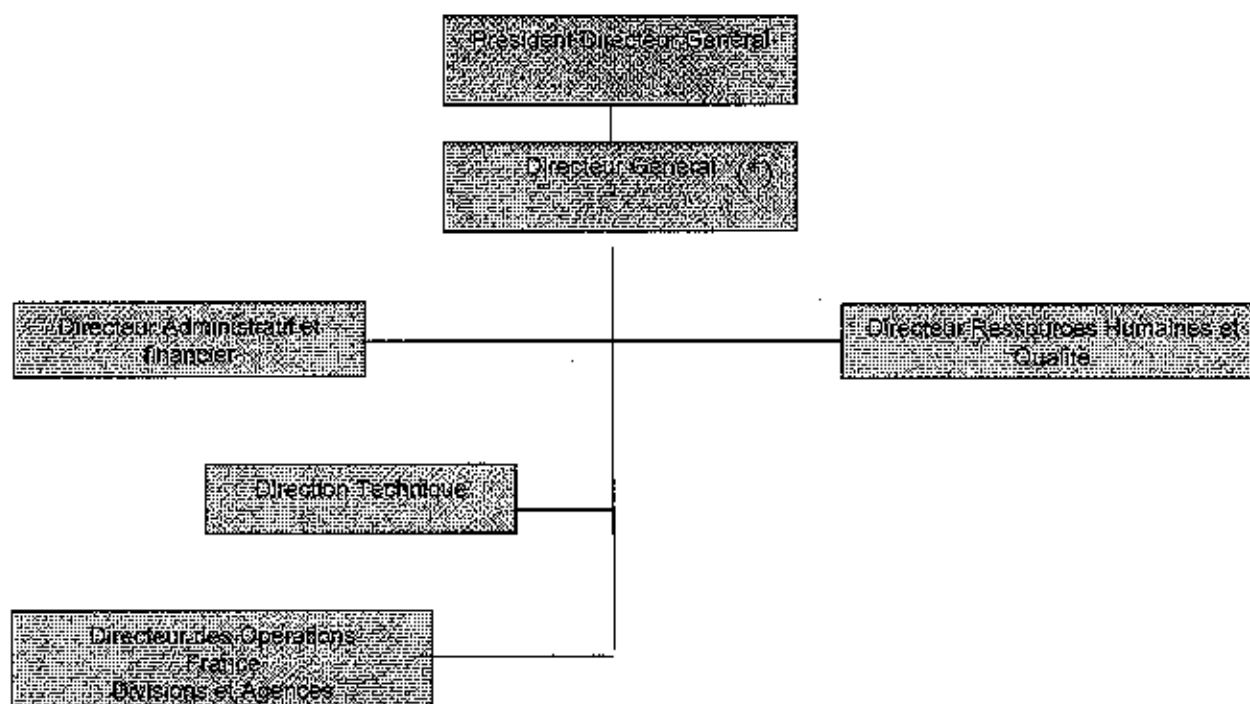 Président Directeur Général
Directeur Général (*)
Directeur Administratif et
financier
Directeur Ressources Humaines et
Qualité
Direction Technique
Directeur des Opérations
France
Divisions et Agences